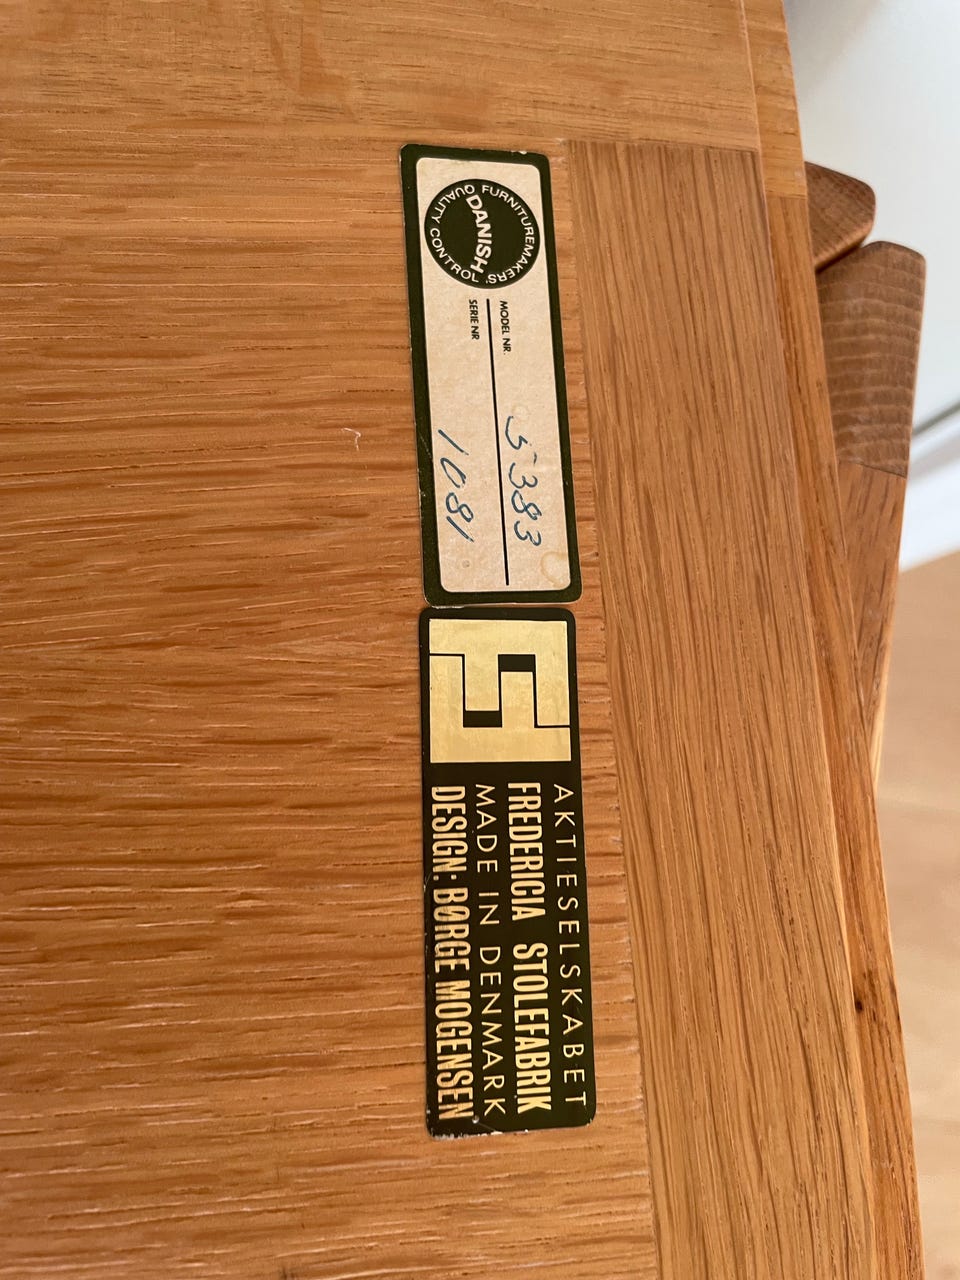 FURNITUREMAKERS'
DANISH
QUALITY CONTROL
MODEL NR. 5383
SERIE NR 1081
AKTIESELSKABET
FREDERICIA STOLEFABRIK
MADE IN DENMARK
DESIGN: BØRGE MOGENSEN